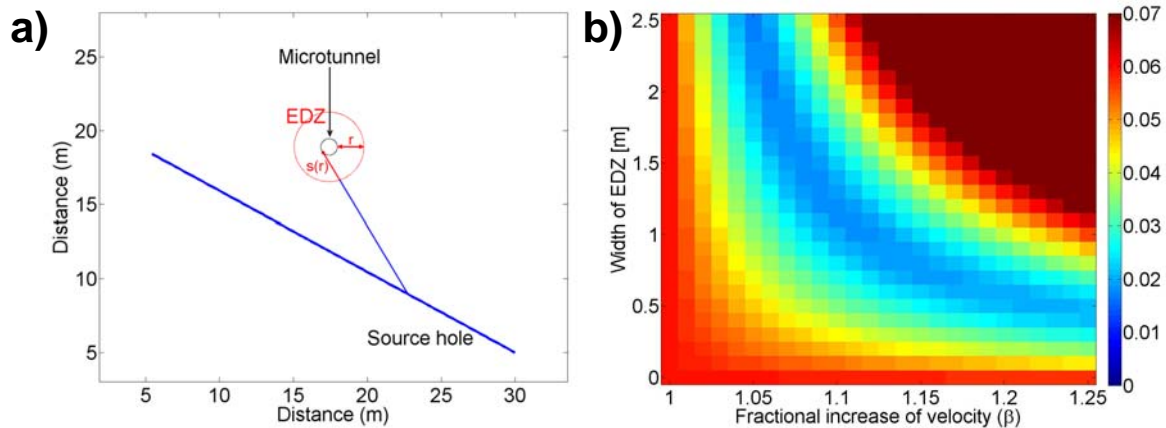 a)
25
20
15
10
5
Distance (m)
5
10
15
20
25
30
Distance (m)
Microtunnel
EDZ
r
s(r)
Source hole
b)
2.5
2
1.5
1
0.5
0
Width of EDZ [m]
1
1.05
1.1
1.15
1.2
1.25
Fractional increase of velocity (β)
0.07
0.06
0.05
0.04
0.03
0.02
0.01
0